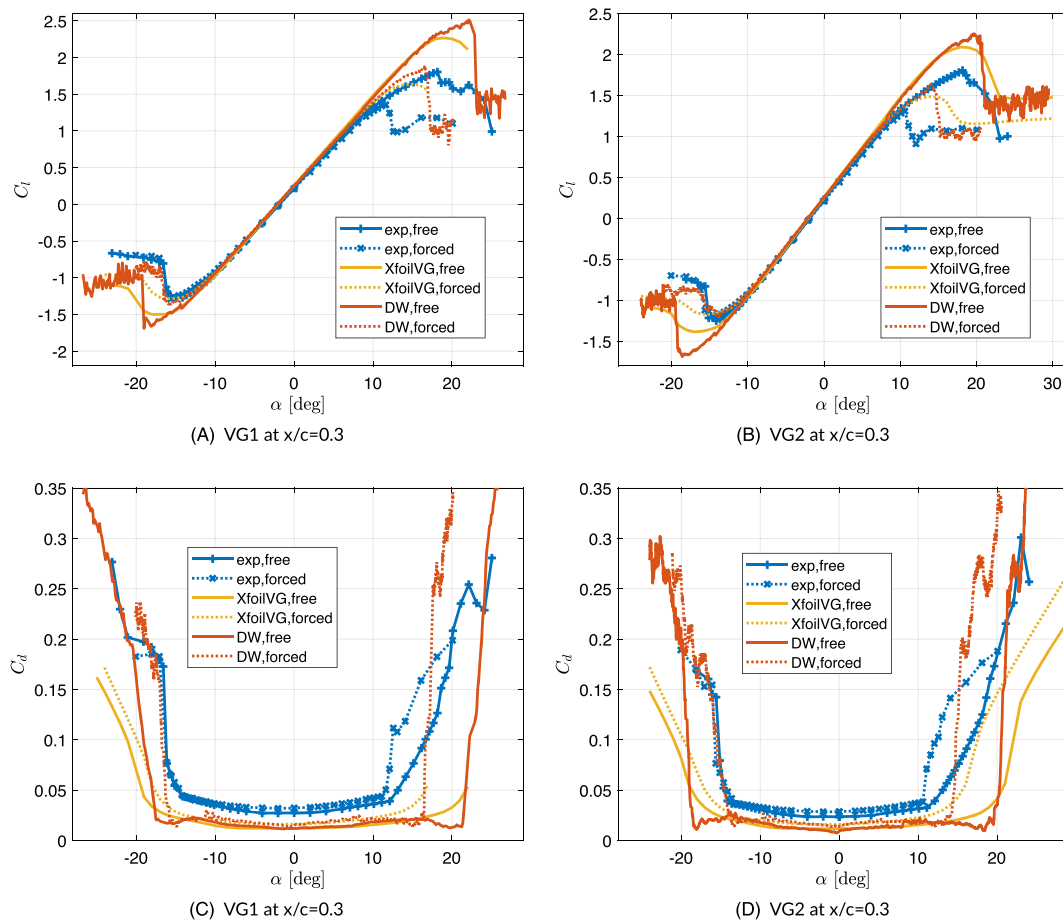 2.5
2
1.5
1
0.5
0
-0.5
-1
-1.5
-2
C_l
-20
-10
0
10
20
α [deg]
exp,free
exp,forced
XfoilVG,free
XfoilVG,forced
DW,free
DW,forced
(A) VG1 at x/c=0.3
2.5
2
1.5
1
0.5
0
-0.5
-1
-1.5
C_l
-20
-10
0
10
20
30
α [deg]
exp,free
exp,forced
XfoilVG,free
XfoilVG,forced
DW,free
DW,forced
(B) VG2 at x/c=0.3
0.35
0.3
0.25
0.2
0.15
0.1
0.05
0
C_d
-20
-10
0
10
20
α [deg]
exp,free
exp,forced
XfoilVG,free
XfoilVG,forced
DW,free
DW,forced
(C) VG1 at x/c=0.3
0.35
0.3
0.25
0.2
0.15
0.1
0.05
0
C_d
-20
-10
0
10
20
α [deg]
exp,free
exp,forced
XfoilVG,free
XfoilVG,forced
DW,free
DW,forced
(D) VG2 at x/c=0.3